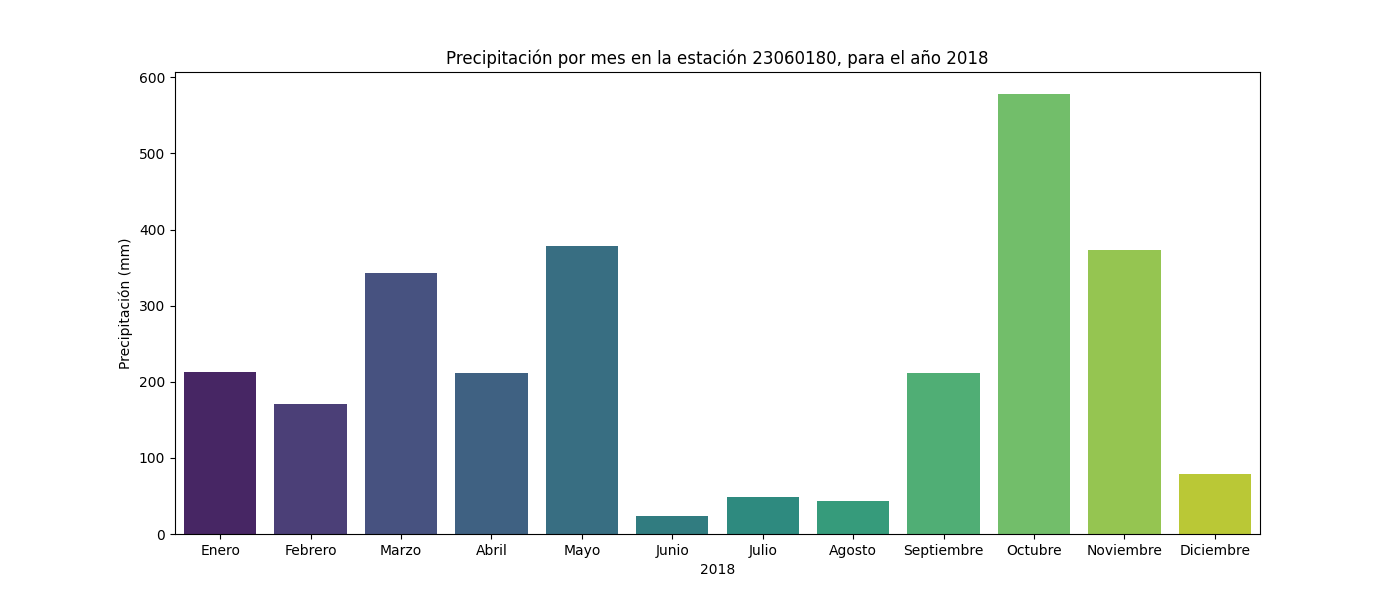 Precipitación por mes en la estación 23060180, para el año 2018
Precipitación (mm)
600
500
400
300
200
100
0
Enero Febrero Marzo Abril Mayo Junio Julio Agosto Septiembre Octubre Noviembre Diciembre
2018